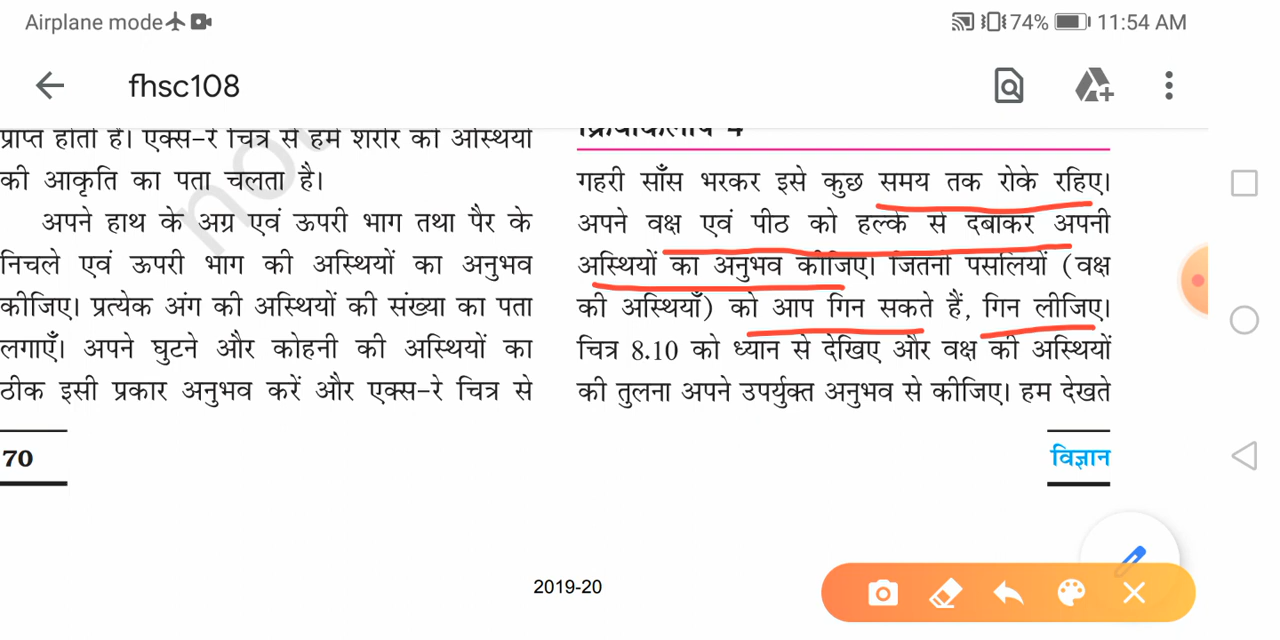 Airplane mode
74% 11:54 AM
fhsc108
प्राप्त होती है। एक्स-रे चित्र से हमें शरीर की अस्थियों
की आकृति का पता चलता है।
अपने हाथ के अग्र एवं ऊपरी भाग तथा पैर के
निचले एवं ऊपरी भाग की अस्थियों का अनुभव
कीजिए। प्रत्येक अंग की अस्थियों की संख्या का पता
लगाएँ। अपने घुटने और कोहनी की अस्थियों का
ठीक इसी प्रकार अनुभव करें और एक्स-रे चित्र से
70
क्रियाकलाप 4
गहरी साँस भरकर इसे कुछ समय तक रोके रहिए।
अपने वक्ष एवं पीठ को हल्के से दबाकर अपनी
अस्थियों का अनुभव कीजिए। जितनी पसलियों (वक्ष
की अस्थियाँ) को आप गिन सकते हैं, गिन लीजिए।
चित्र 8.10 को ध्यान से देखिए और वक्ष की अस्थियों
की तुलना अपने उपर्युक्त अनुभव से कीजिए। हम देखते
विज्ञान
2019-20